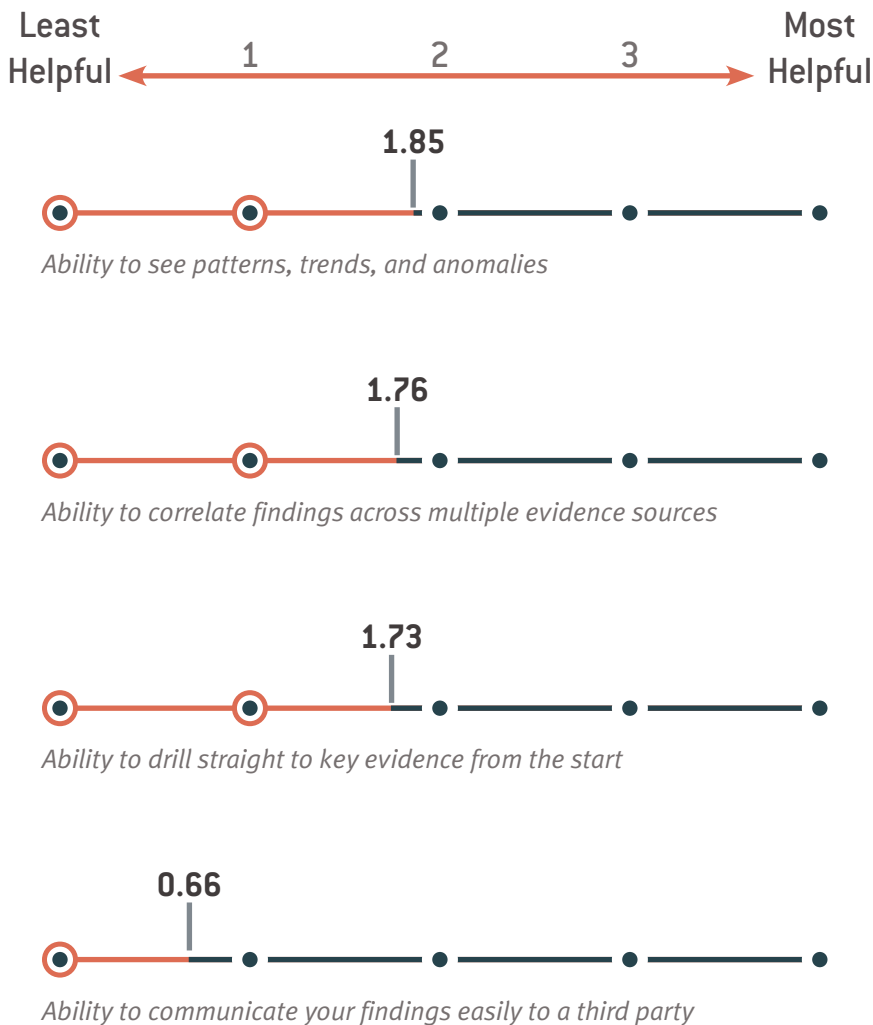 Least
Helpful
1
2
3
Most
Helpful
1.85
Ability to see patterns, trends, and anomalies
1.76
Ability to correlate findings across multiple evidence sources
1.73
Ability to drill straight to key evidence from the start
0.66
Ability to communicate your findings easily to a third party